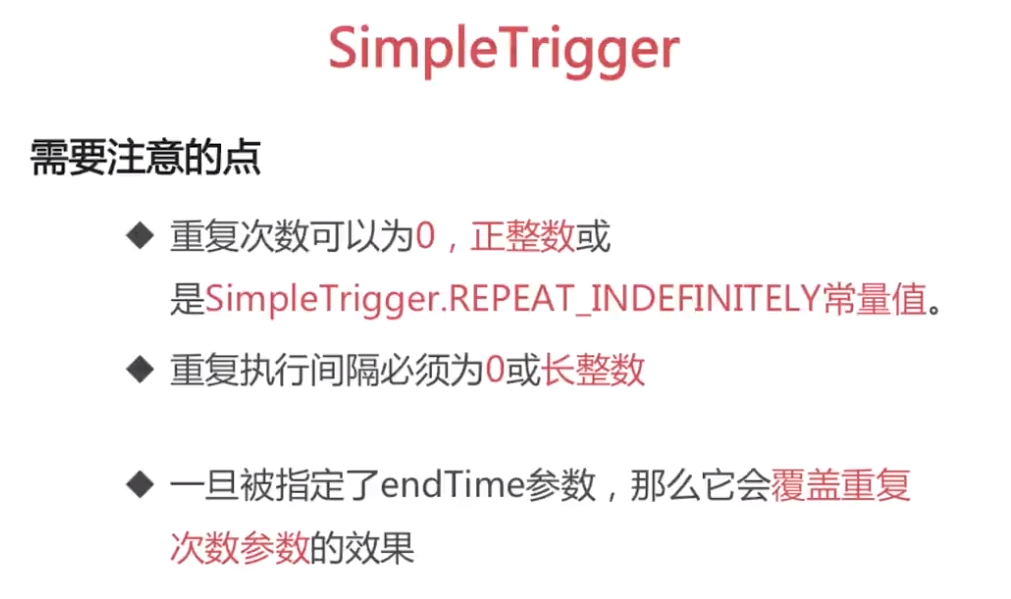 SimpleTrigger
需要注意的点
◆ 重复次数可以为0，正整数或
是SimpleTrigger.REPEAT_INDEFINITELY常量值。
◆ 重复执行间隔必须为0或长整数
◆ 一旦被指定了endTime参数，那么它会覆盖重复
次数参数的效果